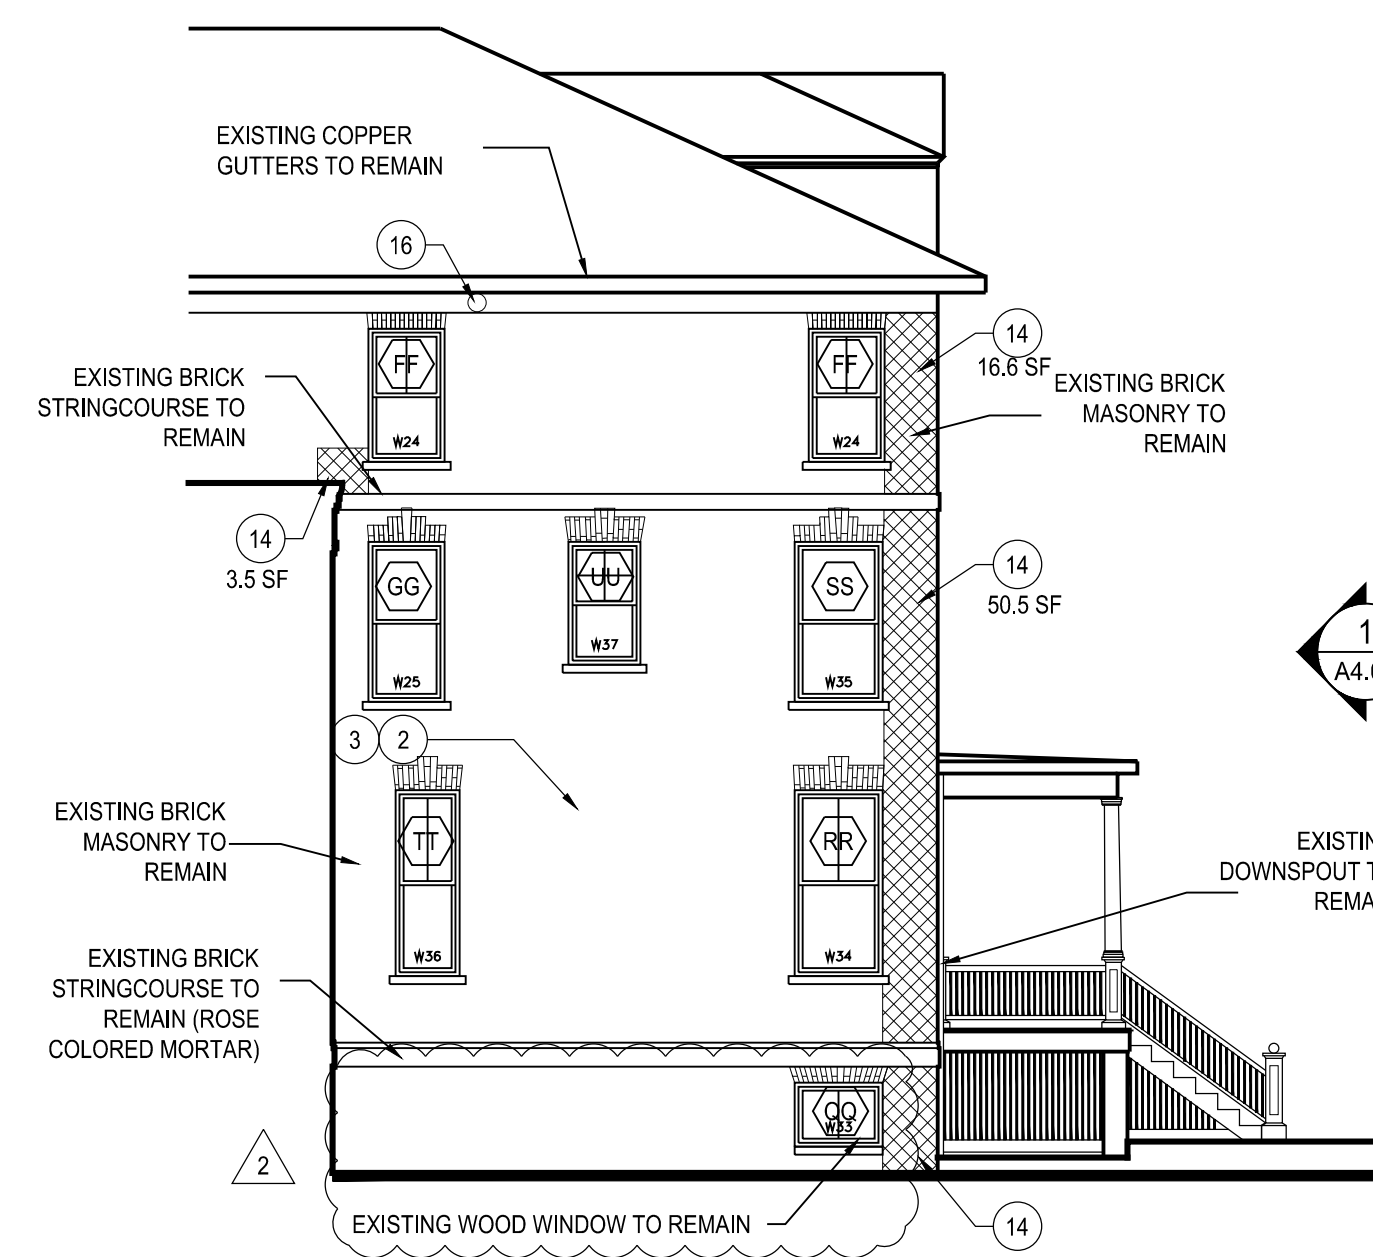 EXISTING COPPER
GUTTERS TO REMAIN
16
14
16.6 SF
FF
FF
EXISTING BRICK
STRINGCOURSE TO
REMAIN
EXISTING BRICK
MASONRY TO
REMAIN
W24
W24
14
3.5 SF
GG
UU
SS
14
50.5 SF
W37
W25
W35
1
3
2
TT
RR
EXISTING BRICK
MASONRY TO
REMAIN
W36
W34
EXISTING BRICK
STRINGCOURSE TO
REMAIN (ROSE
COLORED MORTAR)
DOWNSPOUT
QQ
W33
2
EXISTING WOOD WINDOW TO REMAIN
14